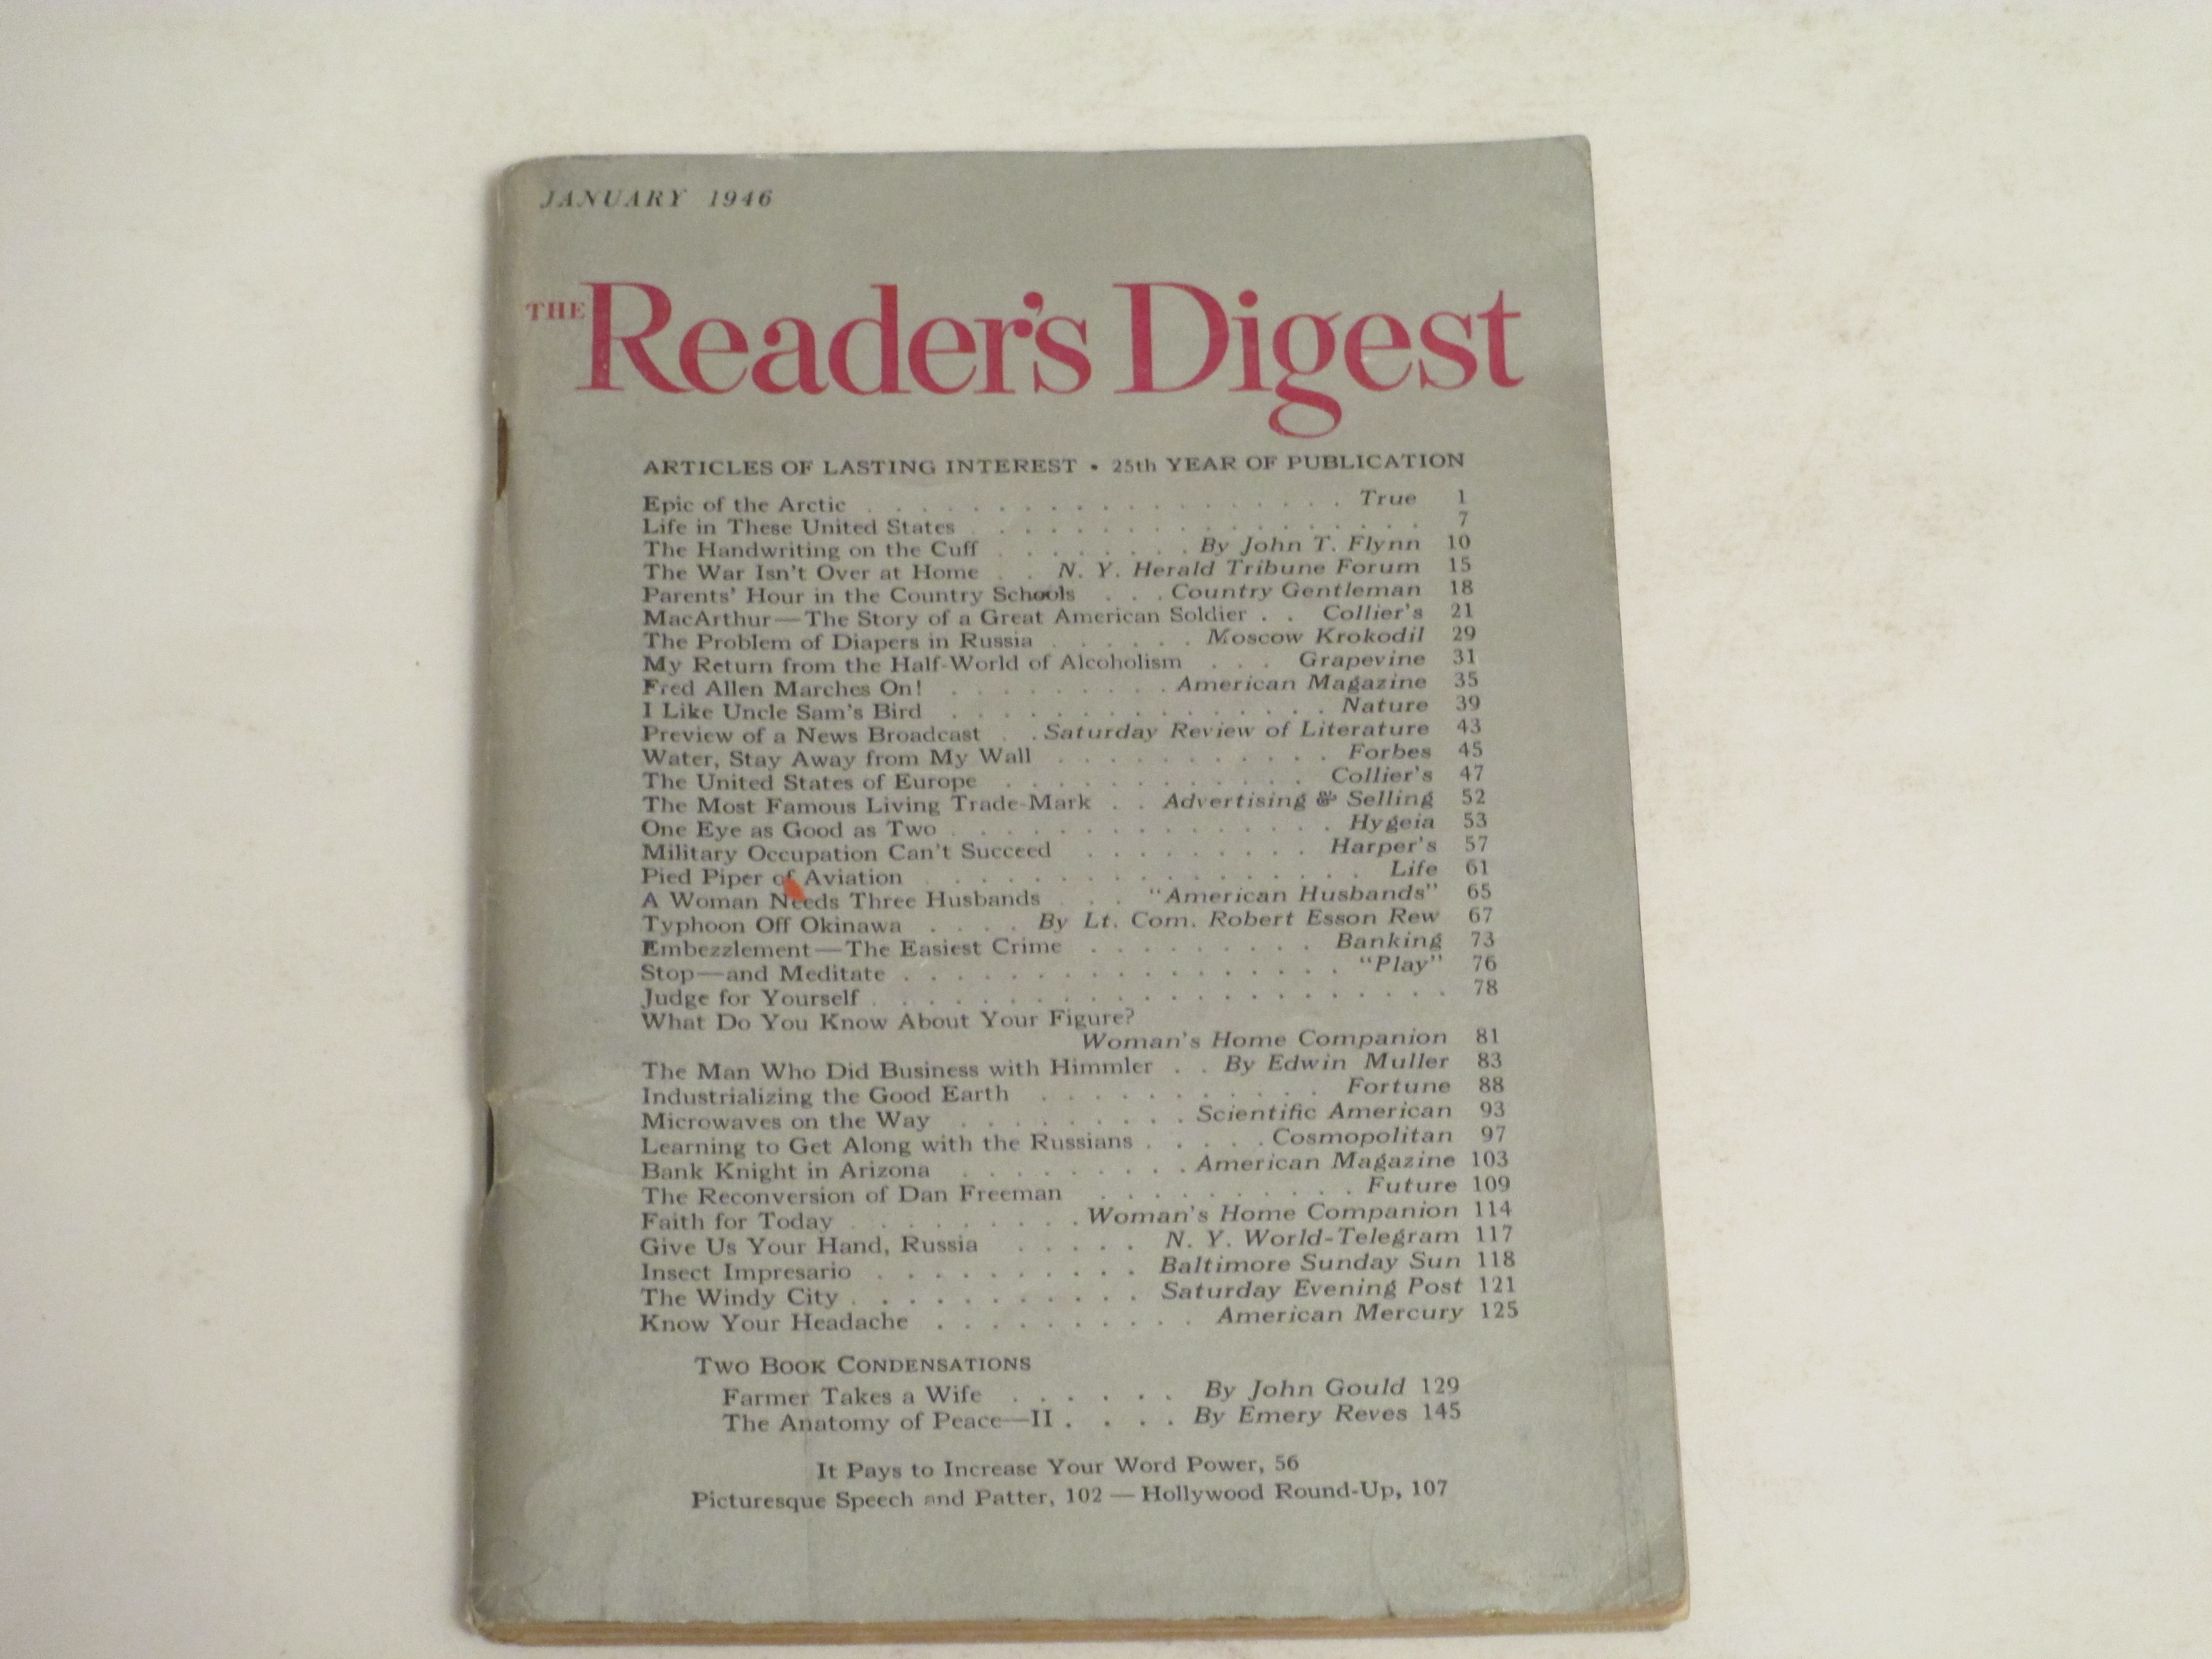 JANUARY 1946
THE Reader's Digest
ARTICLES OF LASTING INTEREST • 25th YEAR OF PUBLICATION
Epic of the Arctic . . . . . . . . . . . . . . . . . . True 1
Life in These United States . . . . . . . . . . . . . . . . . 7
The Handwriting on the Cuff . . . . . . . . By John T. Flynn 10
The War Isn't Over at Home . . N. Y. Herald Tribune Forum 15
Parents' Hour in the Country Schools . . . Country Gentleman 18
MacArthur—The Story of a Great American Soldier . . Collier's 21
The Problem of Diapers in Russia . . . . . . Moscow Krokodil 29
My Return from the Half-World of Alcoholism . . . Grapevine 31
Fred Allen Marches On! . . . . . . . . . American Magazine 35
I Like Uncle Sam's Bird . . . . . . . . . . . . . . . Nature 39
Preview of a News Broadcast . . Saturday Review of Literature 43
Water, Stay Away from My Wall . . . . . . . . . . . Forbes 45
The United States of Europe . . . . . . . . . . . . Collier's 47
The Most Famous Living Trade-Mark . . Advertising & Selling 52
One Eye as Good as Two . . . . . . . . . . . . . . . Hygeia 53
Military Occupation Can't Succeed . . . . . . . . . Harper's 57
Pied Piper of Aviation . . . . . . . . . . . . . . . . . Life 61
A Woman Needs Three Husbands . . . "American Husbands" 65
Typhoon Off Okinawa . . . . By Lt. Com. Robert Esson Rew 67
Embezzlement—The Easiest Crime . . . . . . . . . Banking 73
Stop—and Meditate . . . . . . . . . . . . . . . . . "Play" 76
Judge for Yourself . . . . . . . . . . . . . . . . . . . . . . 78
What Do You Know About Your Figure?
Woman's Home Companion 81
The Man Who Did Business with Himmler . . By Edwin Muller 83
Industrializing the Good Earth . . . . . . . . . . . Fortune 88
Microwaves on the Way . . . . . . . . . Scientific American 93
Learning to Get Along with the Russians . . . . . Cosmopolitan 97
Bank Knight in Arizona . . . . . . . . . American Magazine 103
The Reconversion of Dan Freeman . . . . . . . . . . Future 109
Faith for Today . . . . . . . . . Woman's Home Companion 114
Give Us Your Hand, Russia . . . . . N. Y. World-Telegram 117
Insect Impresario . . . . . . . . . . Baltimore Sunday Sun 118
The Windy City . . . . . . . . . . . Saturday Evening Post 121
Know Your Headache . . . . . . . . . . American Mercury 125
TWO BOOK CONDENSATIONS
Farmer Takes a Wife . . . . . . By John Gould 129
The Anatomy of Peace—II . . . . By Emery Reves 145
It Pays to Increase Your Word Power, 56
Picturesque Speech and Patter, 102 — Hollywood Round-Up, 107